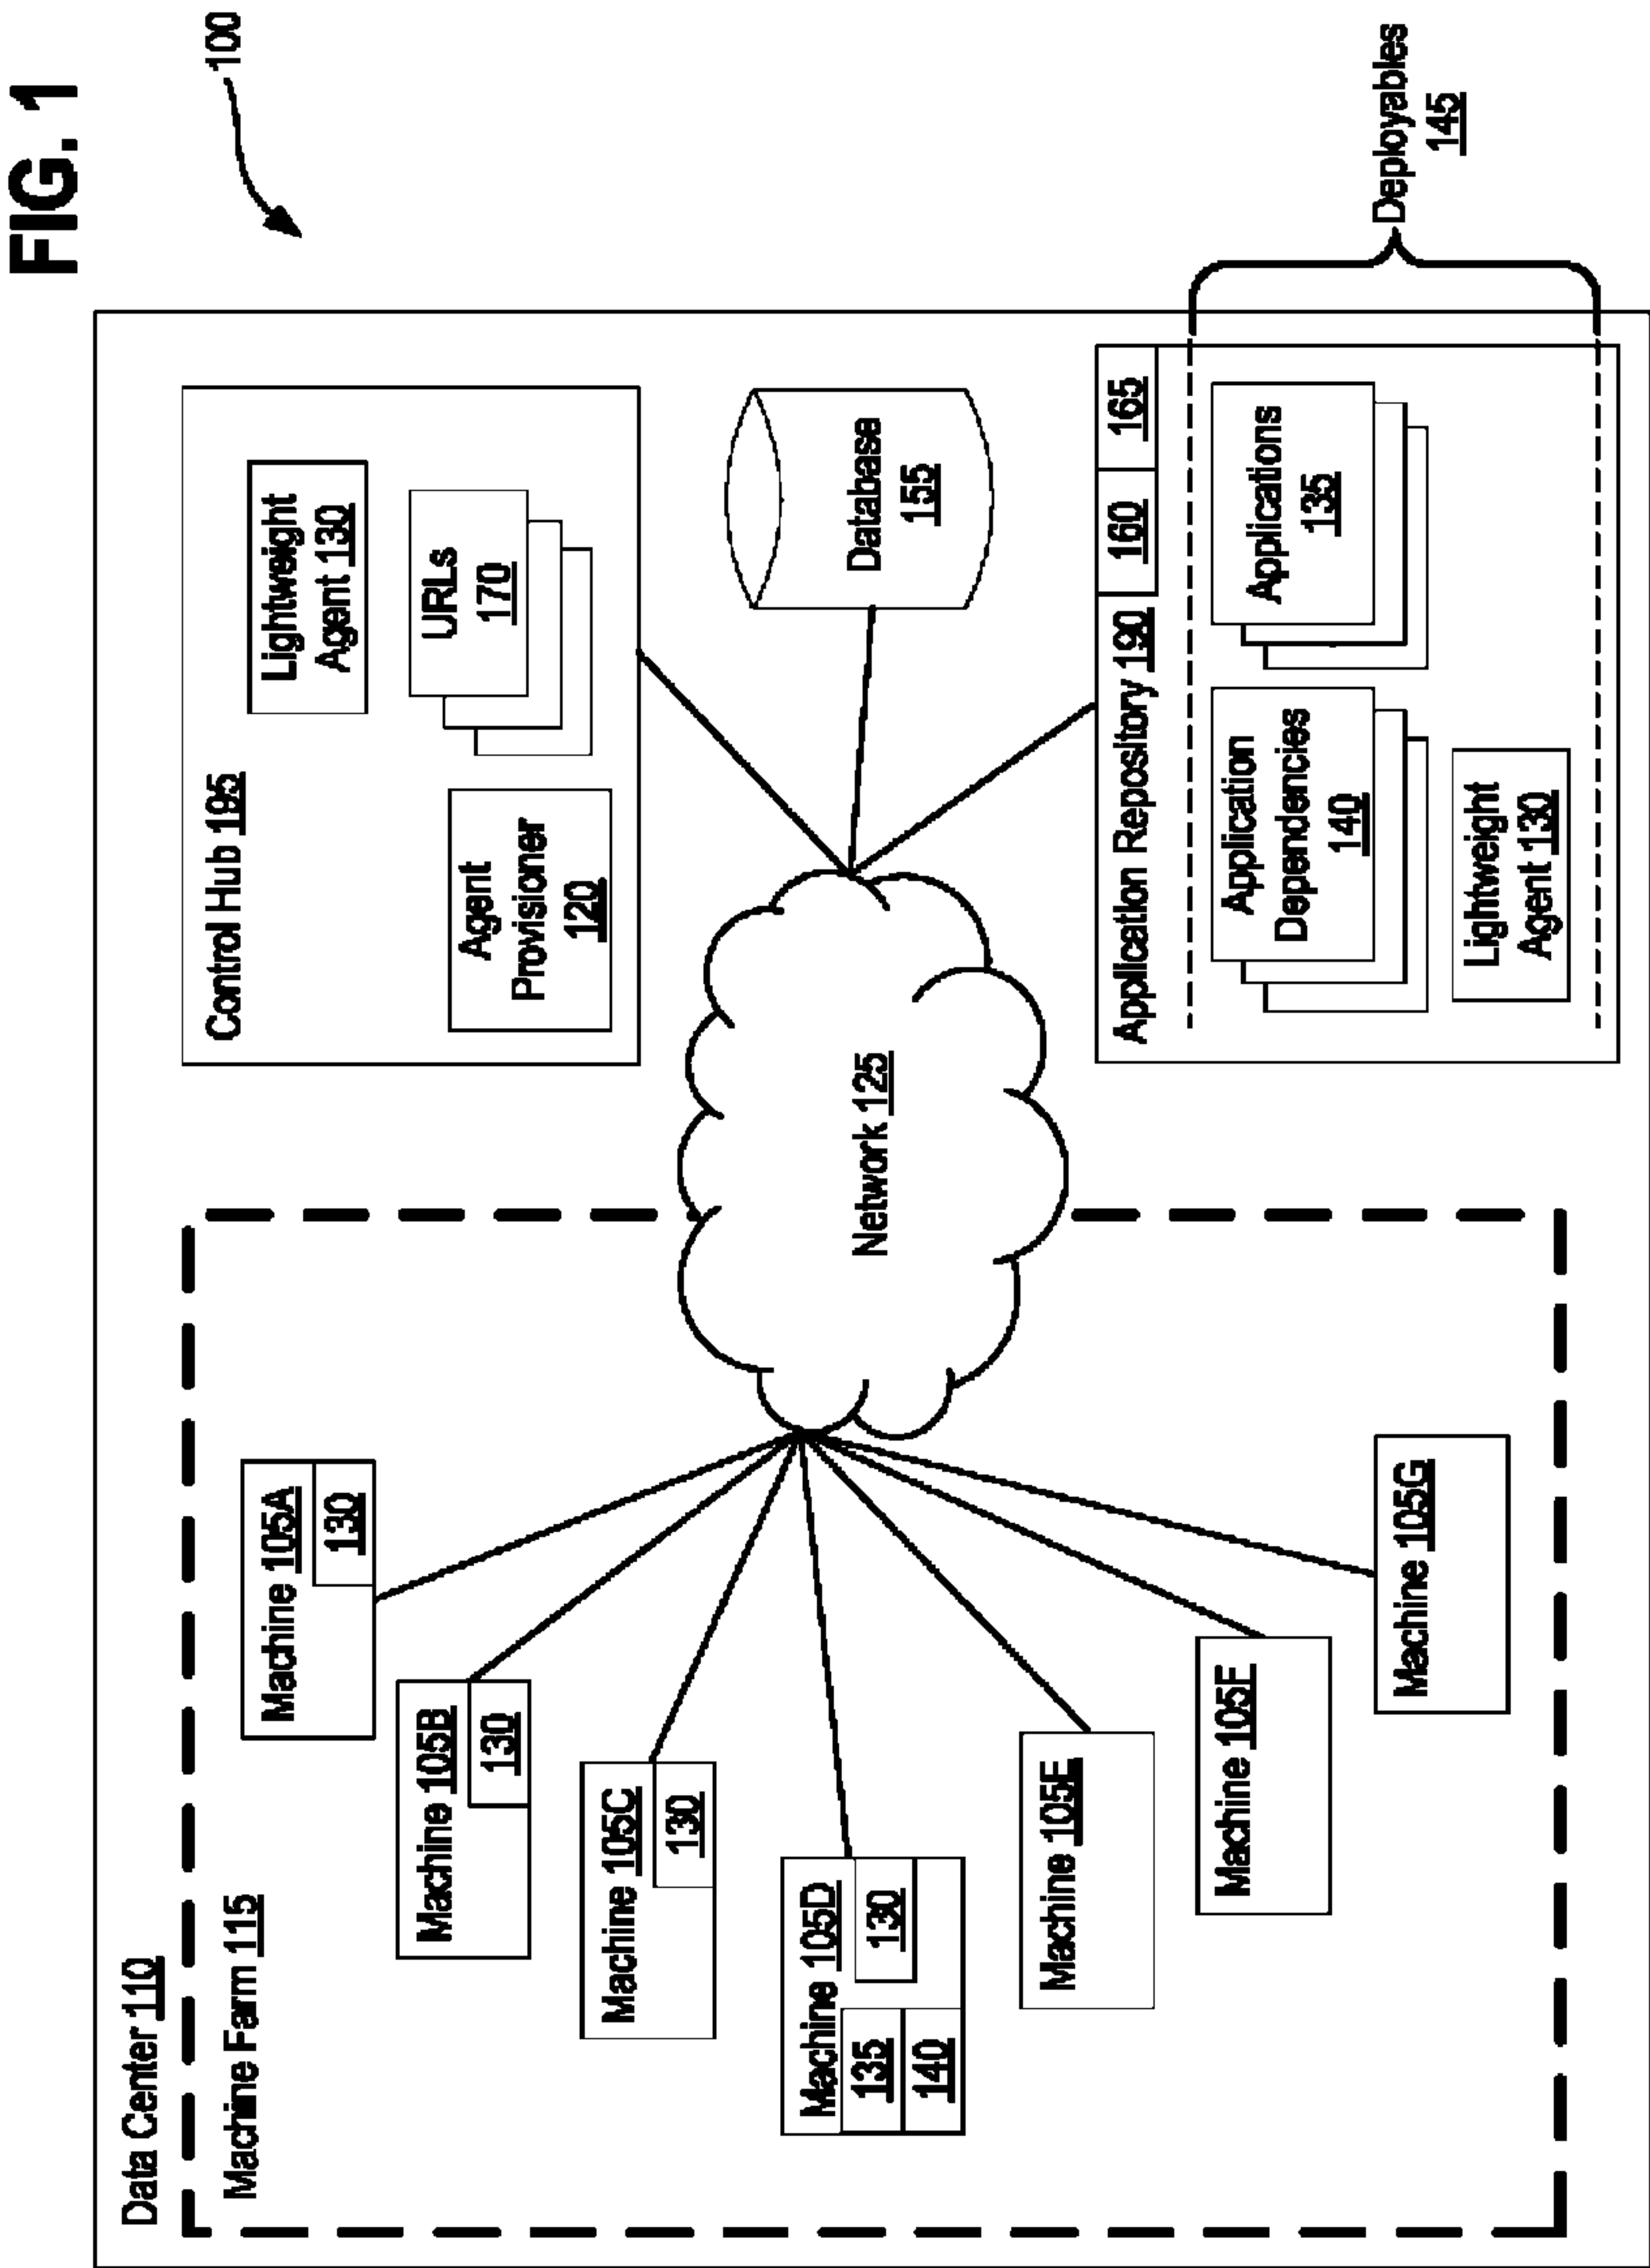 FIG. 1
100
Data Center 110
Machine Farm 115
Machine 105A
130
Machine 105B
130
Machine 105C
130
Machine 105D
130
135
140
Machine 105E
Machine 105F
Machine 105G
Network 125
Control Hub 195
Lightweight
Agent 130
Agent
Provisioner
120
URLs
170
Database
155
Application Repository 190
160
165
Application
Dependencies
140
Applications
135
Lightweight
Agent 130
Deployables
145